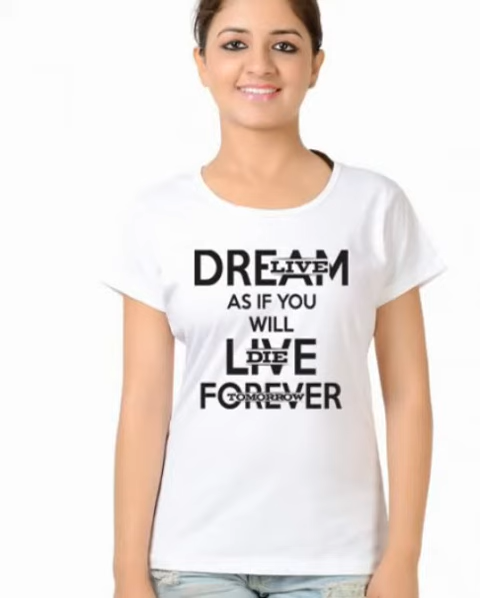 DREAM
LIVE
AS IF YOU
WILL
LIVE
DIE
FOREVER
TOMORROW